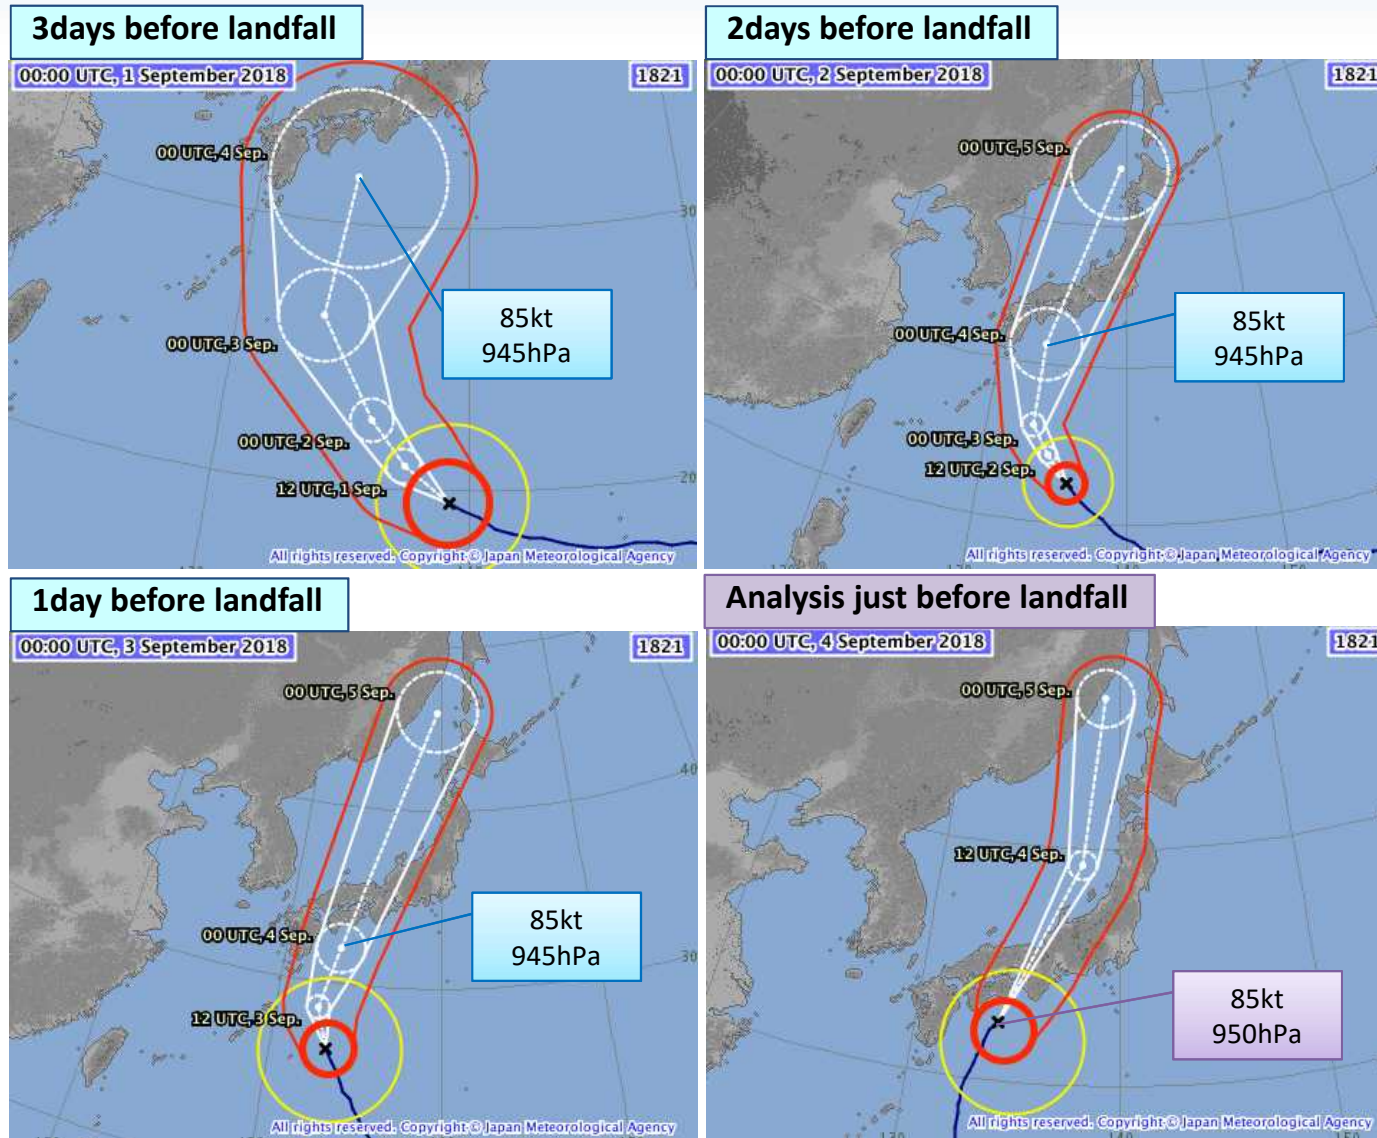 3days before landfall
00:00 UTC, 1 September 2018
1821
00 UTC, 4 Sep.
30
85kt
945hPa
00 UTC, 3 Sep.
00 UTC, 2 Sep.
12 UTC, 1 Sep.
20
All rights reserved. Copyright © Japan Meteorological Agency
2days before landfall
00:00 UTC, 2 September 2018
1821
00 UTC, 5 Sep.
85kt
945hPa
00 UTC, 4 Sep.
00 UTC, 3 Sep.
12 UTC, 2 Sep.
All rights reserved. Copyright © Japan Meteorological Agency
140
1day before landfall
00:00 UTC, 3 September 2018
1821
00 UTC, 5 Sep.
40
85kt
945hPa
00 UTC, 4 Sep.
30
12 UTC, 3 Sep.
All rights reserved. Copyright © Japan Meteorological Agency
Analysis just before landfall
00:00 UTC, 4 September 2018
1821
00 UTC, 5 Sep.
12 UTC, 4 Sep.
85kt
950hPa
All rights reserved. Copyright © Japan Meteorological Agency
140